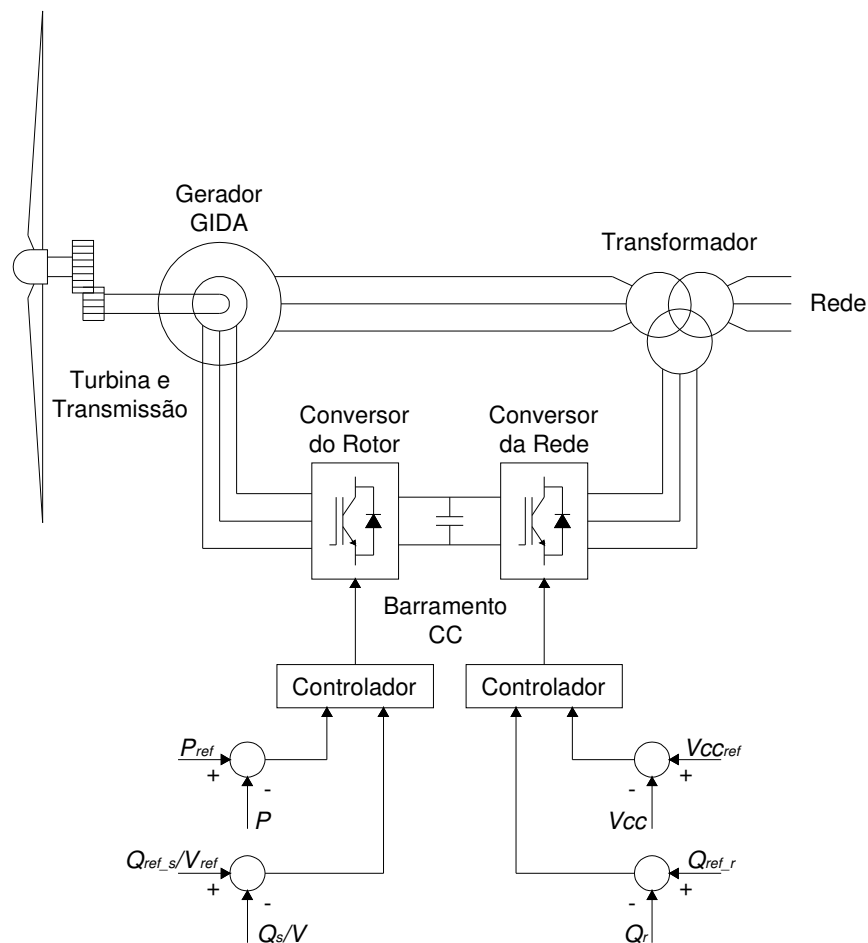 Gerador
GIDA
Transformador
Rede
Turbina e
Transmissão
Conversor
do Rotor
Conversor
da Rede
Barramento
CC
Controlador
Controlador
Pref
+
-
P
Vccref
+
-
Vcc
Qref_s/Vref
+
-
Qs/V
Qref_r
+
-
Qr